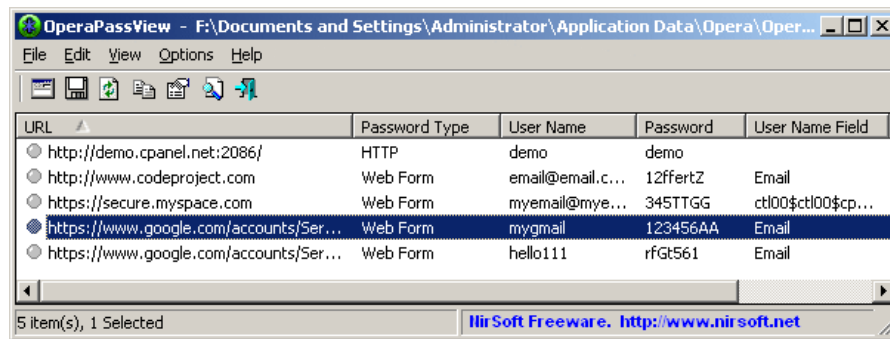 OperaPassView - F:\Documents and Settings\Administrator\Application Data\Opera\Oper...
File Edit View Options Help
URL Password Type User Name Password User Name Field
http://demo.cpanel.net:2086/ HTTP demo demo
http://www.codeproject.com Web Form email@email.c... 12ffertZ Email
https://secure.myspace.com Web Form myemail@mye... 345TTGG ctl00$ctl00$cp...
https://www.google.com/accounts/Ser... Web Form mygmail 123456AA Email
https://www.google.com/accounts/Ser... Web Form hello111 rfGt561 Email
5 item(s), 1 Selected NirSoft Freeware. http://www.nirsoft.net